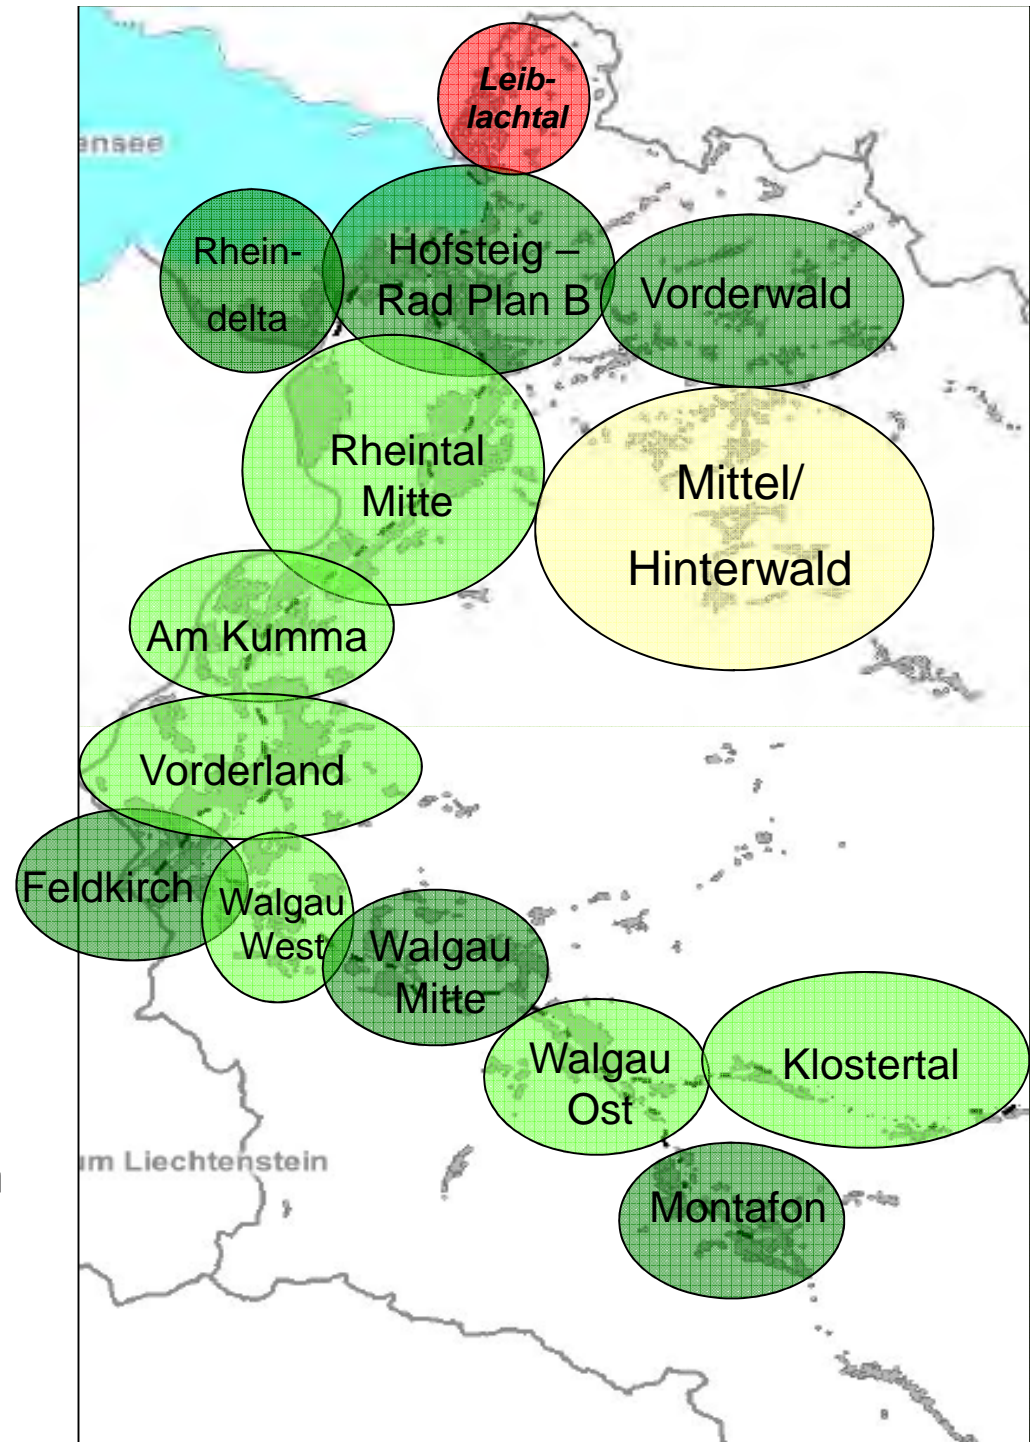 Leib-
lachtal
ensee
Rhein-
delta
Hofsteig –
Rad Plan B
Vorderwald
Rheintal
Mitte
Mittel/
Hinterwald
Am Kumma
Vorderland
Feldkirch
Walgau
West
Walgau
Mitte
Walgau
Ost
Klostertal
um Liechtenstein
Montafon